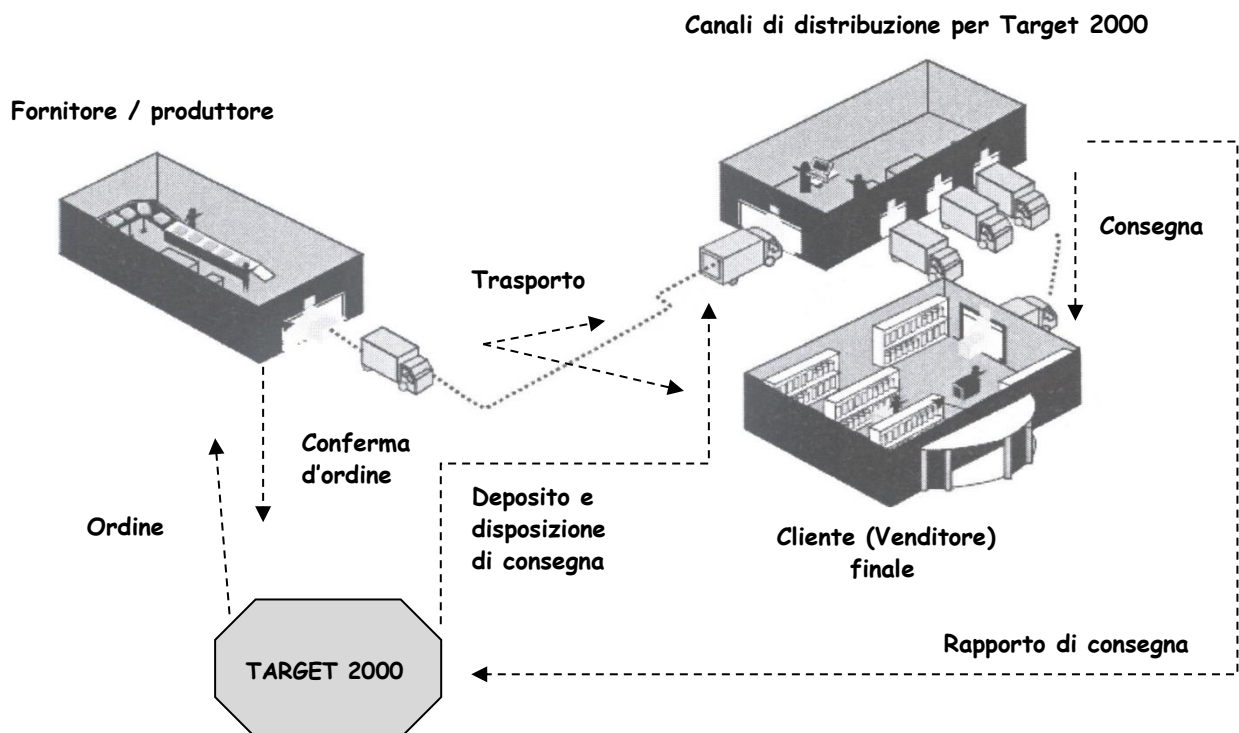 Canali di distribuzione per Target 2000
Fornitore / produttore
Consegna
Trasporto
Conferma
d’ordine
Ordine
Deposito e
disposizione
di consegna
Cliente (Venditore)
finale
Rapporto di consegna
TARGET 2000